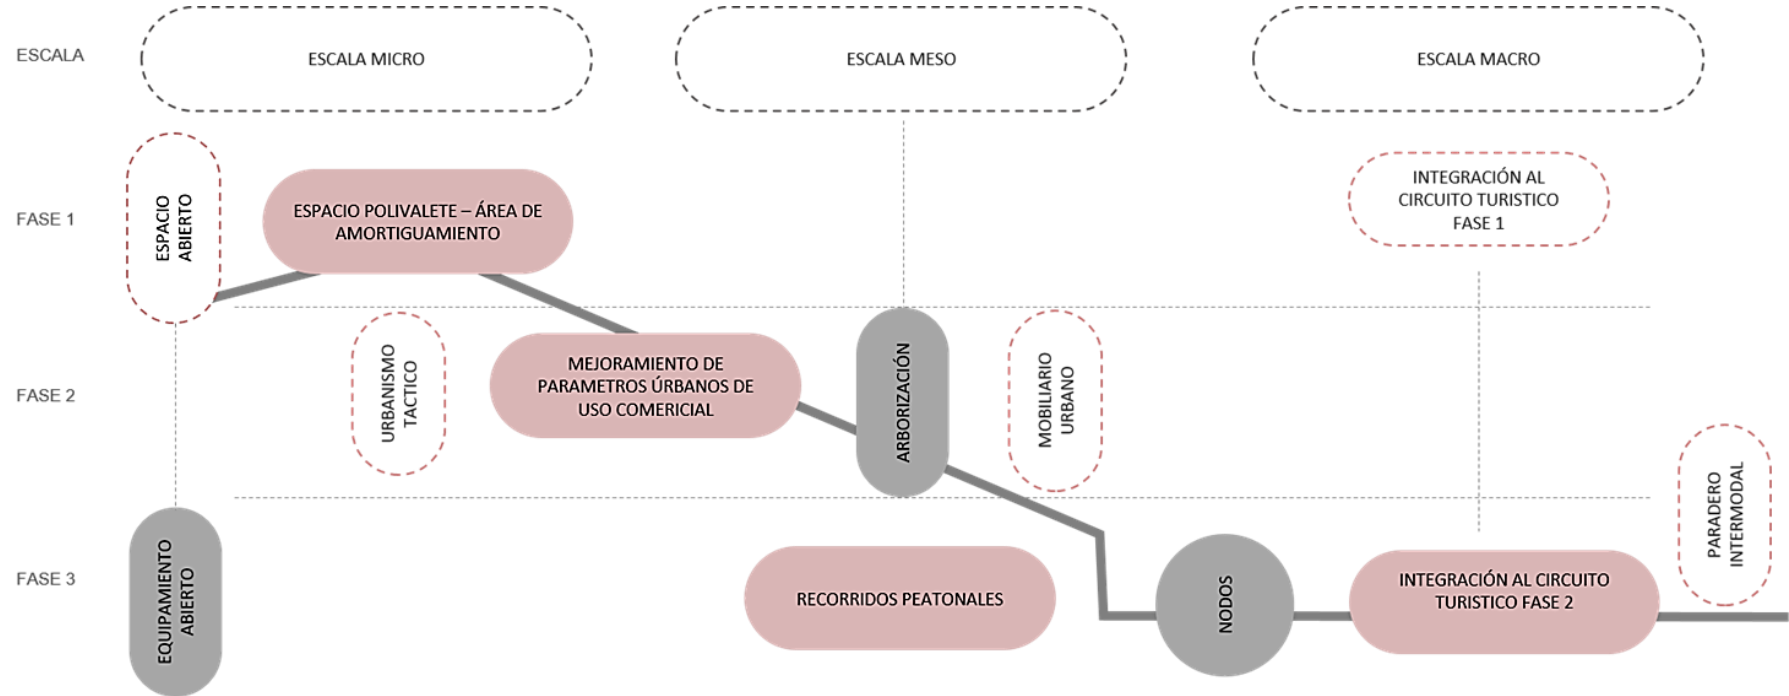 ESCALA
ESCALA MICRO
ESCALA MESO
ESCALA MACRO
FASE 1
ESPACIO
ABIERTO
ESPACIO POLIVALETE – ÁREA DE
AMORTIGUAMIENTO
INTEGRACIÓN AL
CIRCUITO TURISTICO
FASE 1
FASE 2
URBANISMO
TACTICO
MEJORAMIENTO DE
PARAMETROS ÚRBANOS DE
USO COMERICIAL
ARBORIZACIÓN
MOBILIARIO
URBANO
FASE 3
EQUIPAMIENTO
ABIERTO
RECORRIDOS PEATONALES
NODOS
INTEGRACIÓN AL CIRCUITO
TURISTICO FASE 2
PARADERO
INTERMODAL